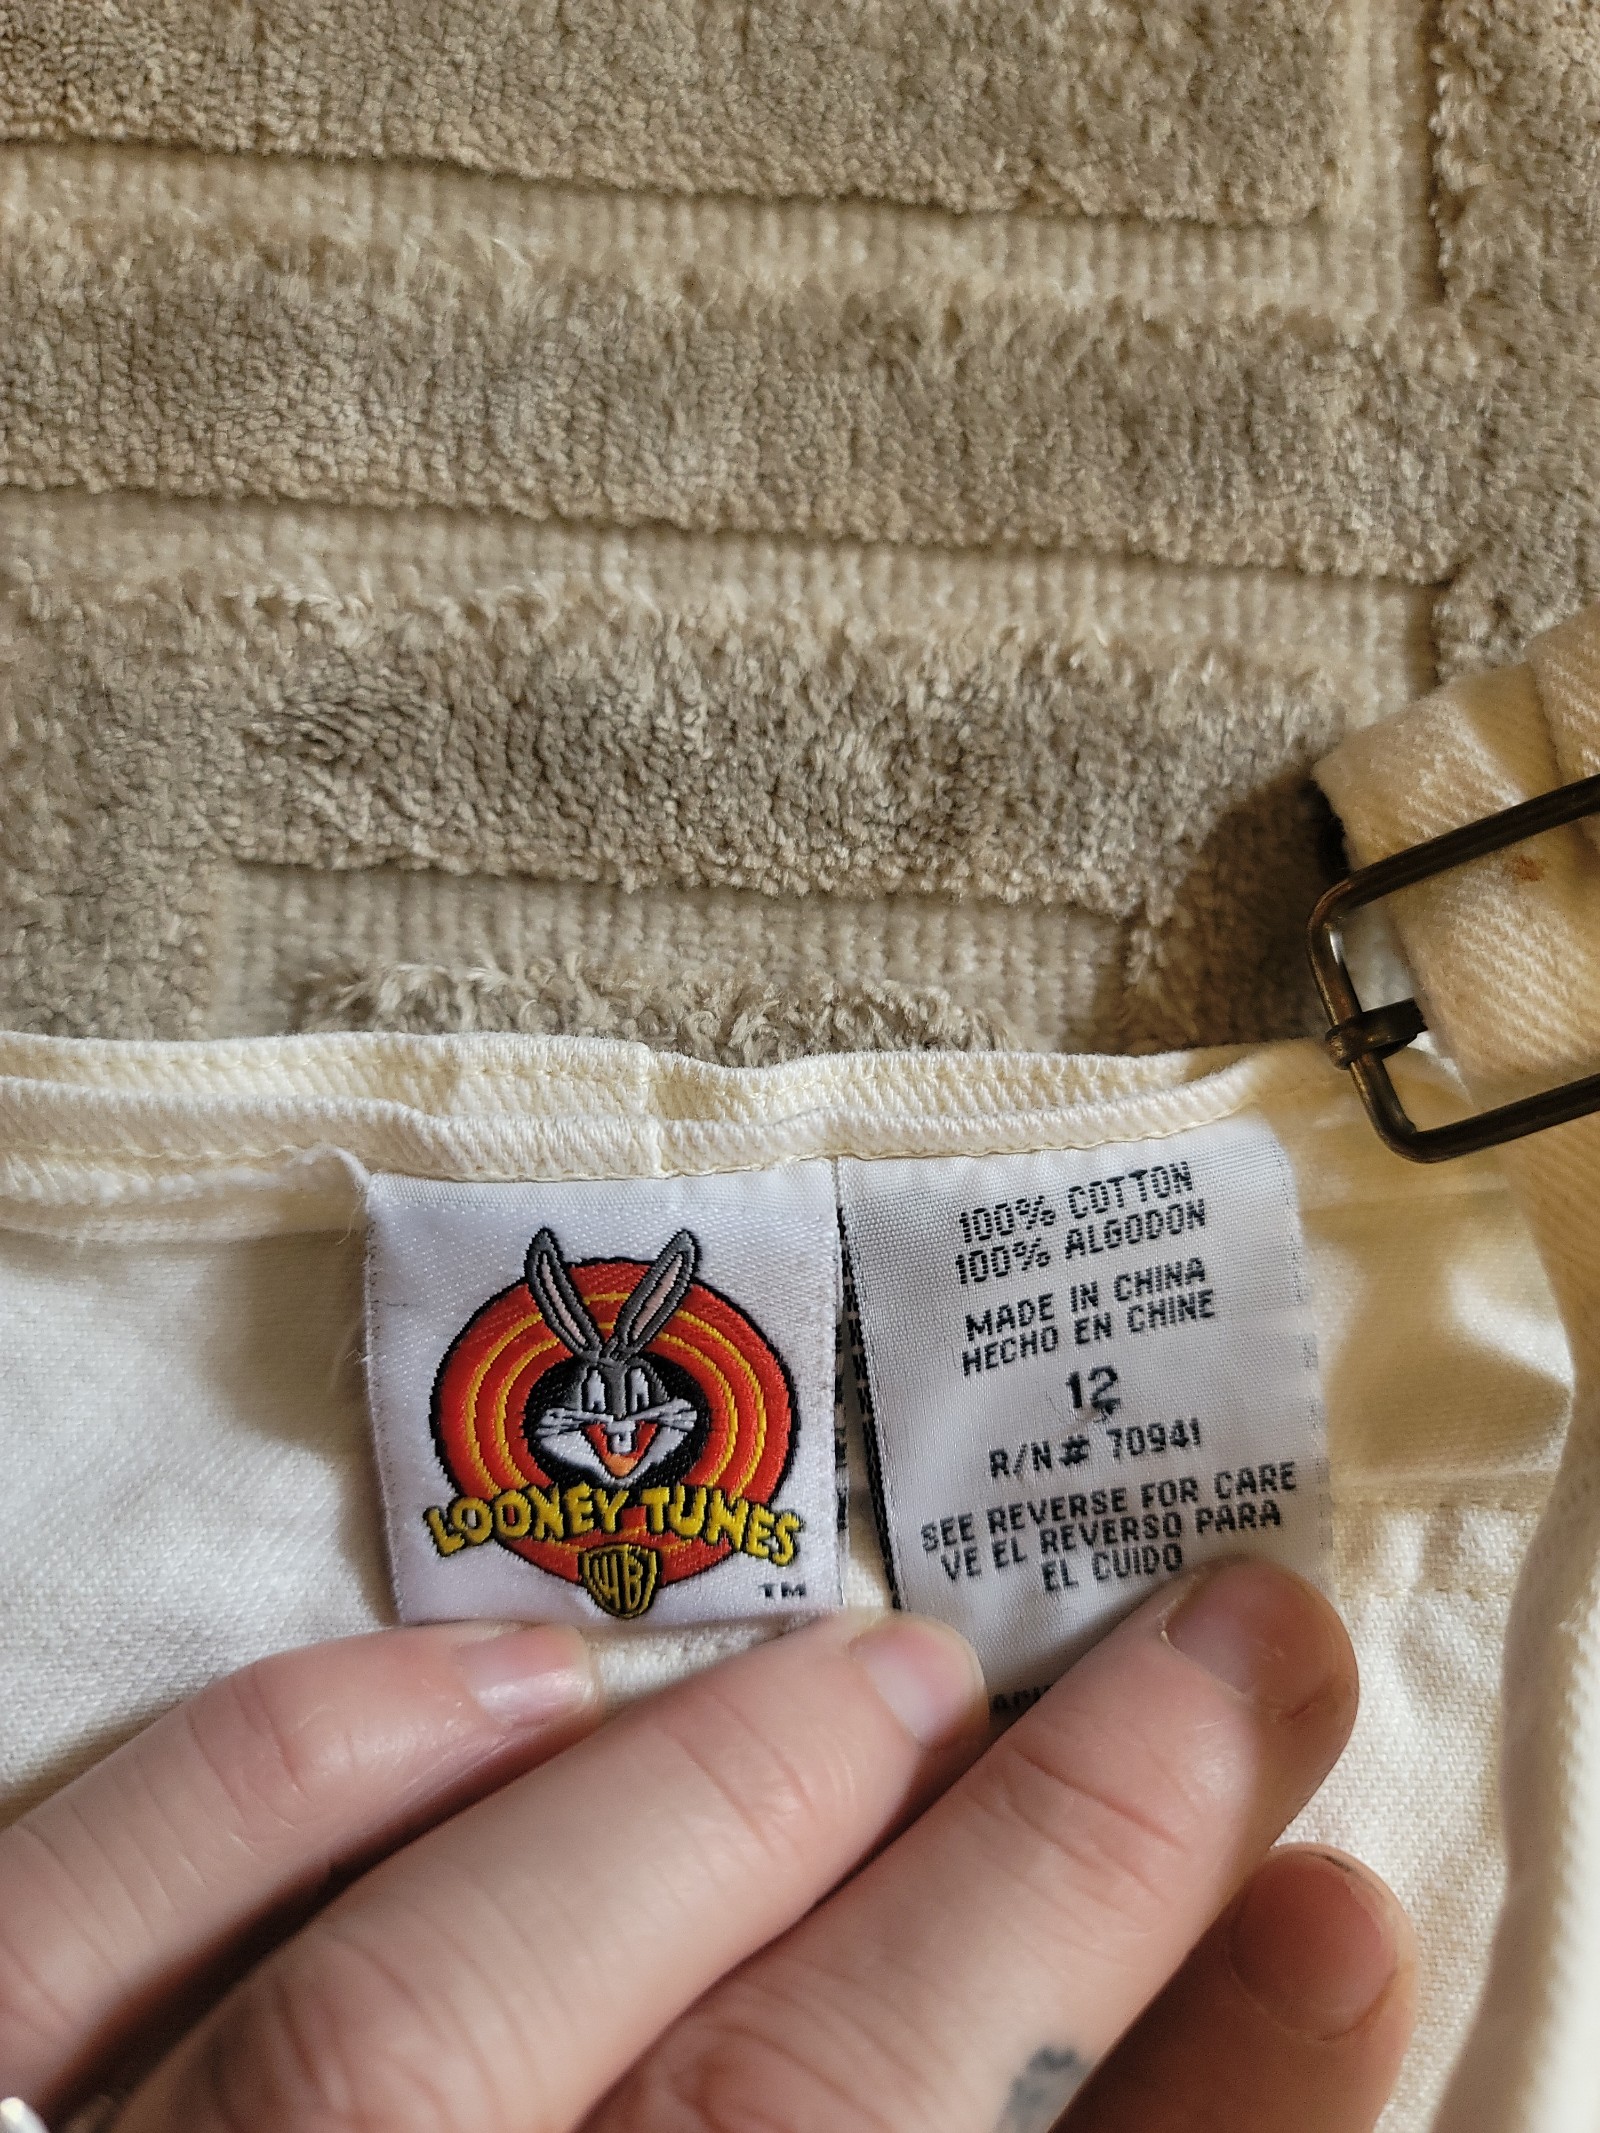 LOONEY TUNES
WB
TM
100% COTTON
100% ALGODON
MADE IN CHINA
HECHO EN CHINE
12
R/N# 70941
SEE REVERSE FOR CARE
VE EL REVERSO PARA
EL CUIDO